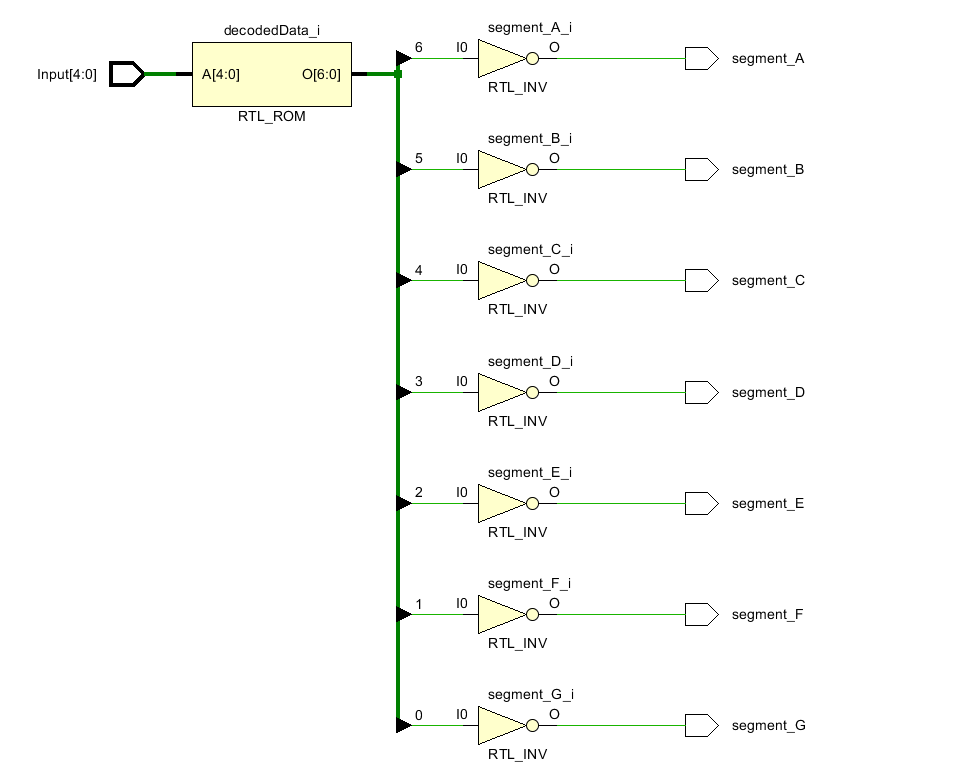 decodedData_i
Input[4:0]
A[4:0]
O[6:0]
RTL_ROM
segment_A_i
6
I0
O
RTL_INV
segment_A
segment_B_i
5
I0
O
RTL_INV
segment_B
segment_C_i
4
I0
O
RTL_INV
segment_C
segment_D_i
3
I0
O
RTL_INV
segment_D
segment_E_i
2
I0
O
RTL_INV
segment_E
segment_F_i
1
I0
O
RTL_INV
segment_F
segment_G_i
0
I0
O
RTL_INV
segment_G